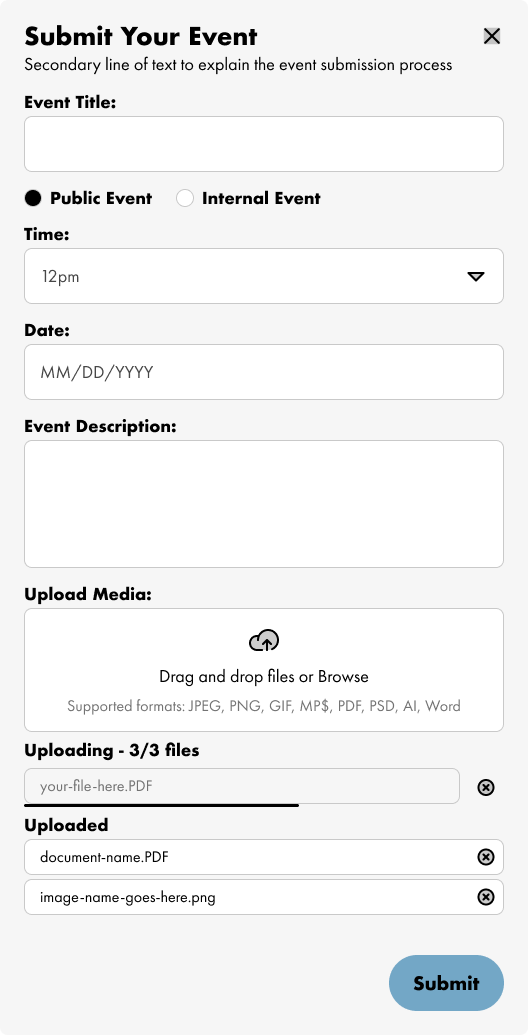 Submit Your Event
Secondary line of text to explain the event submission process
Event Title:
Public Event
Internal Event
Time:
12pm
Date:
MM/DD/YYYY
Event Description:
Upload Media:
Drag and drop files or Browse
Supported formats: JPEG, PNG, GIF, MP$, PDF, PSD, AI, Word
Uploading - 3/3 files
your-file-here.PDF
Uploaded
document-name.PDF
image-name-goes-here.png
Submit